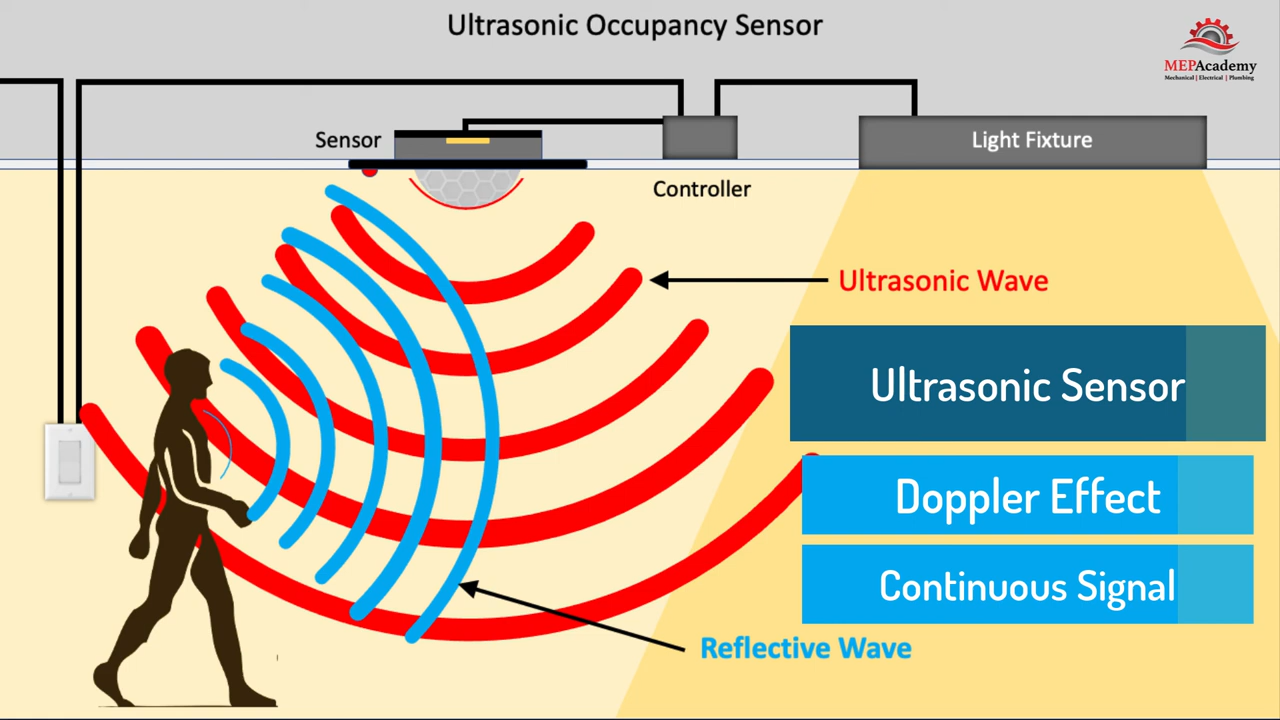 Ultrasonic Occupancy Sensor
MEPAcademy
Mechanical | Electrical | Plumbing
Sensor
Light Fixture
Controller
Ultrasonic Wave
Ultrasonic Sensor
Doppler Effect
Continuous Signal
Reflective Wave